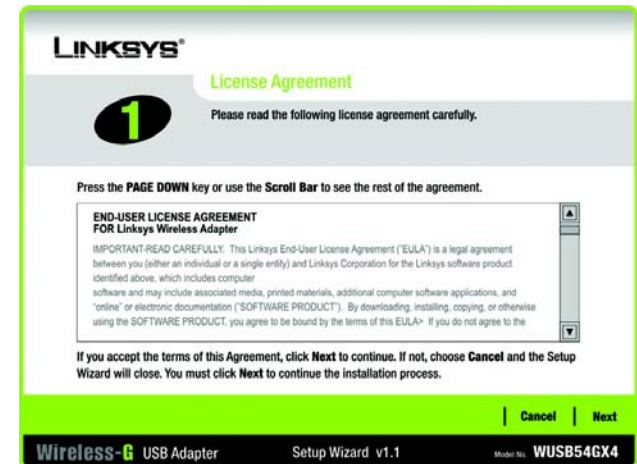 LINKSYS®
License Agreement
1
Please read the following license agreement carefully.
Press the PAGE DOWN key or use the Scroll Bar to see the rest of the agreement.
END-USER LICENSE AGREEMENT
FOR Linksys Wireless Adapter
IMPORTANT-READ CAREFULLY. This Linksys End-User License Agreement ("EULA") is a legal agreement
between you (either an individual or a single entity) and Linksys Corporation for the Linksys software product
identified above, which includes computer
software and may include associated media, printed materials, additional computer software applications, and
"online" or electronic documentation ("SOFTWARE PRODUCT"). By downloading, installing, copying, or otherwise
using the SOFTWARE PRODUCT, you agree to be bound by the terms of this EULA> If you do not agree to the
If you accept the terms of this Agreement, click Next to continue. If not, choose Cancel and the Setup
Wizard will close. You must click Next to continue the installation process.
Cancel Next
Wireless-G USB Adapter Setup Wizard v1.1 Model No. WUSB54GX4